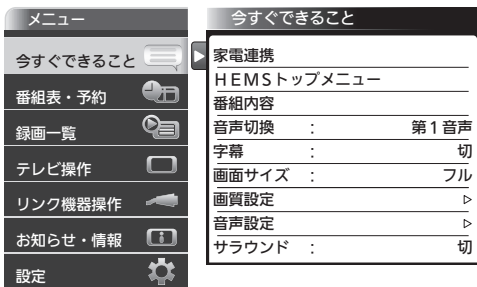 メニュー
今すぐできること
番組表・予約
録画一覧
テレビ操作
リンク機器操作
お知らせ・情報
設定
今すぐできること
家電連携
ＨＥＭＳトップメニュー
番組内容
音声切換 : 第１音声
字幕 : 切
画面サイズ : フル
画質設定
音声設定
サラウンド : 切